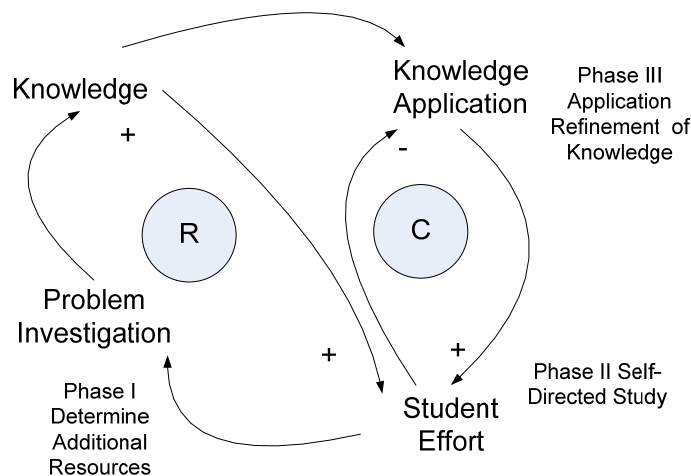 Knowledge
+
R
Problem
Investigation
Phase I
Determine
Additional
Resources
Knowledge
Application
-
C
+
+
Student
Effort
Phase III
Application
Refinement of
Knowledge
Phase II Self-
Directed Study